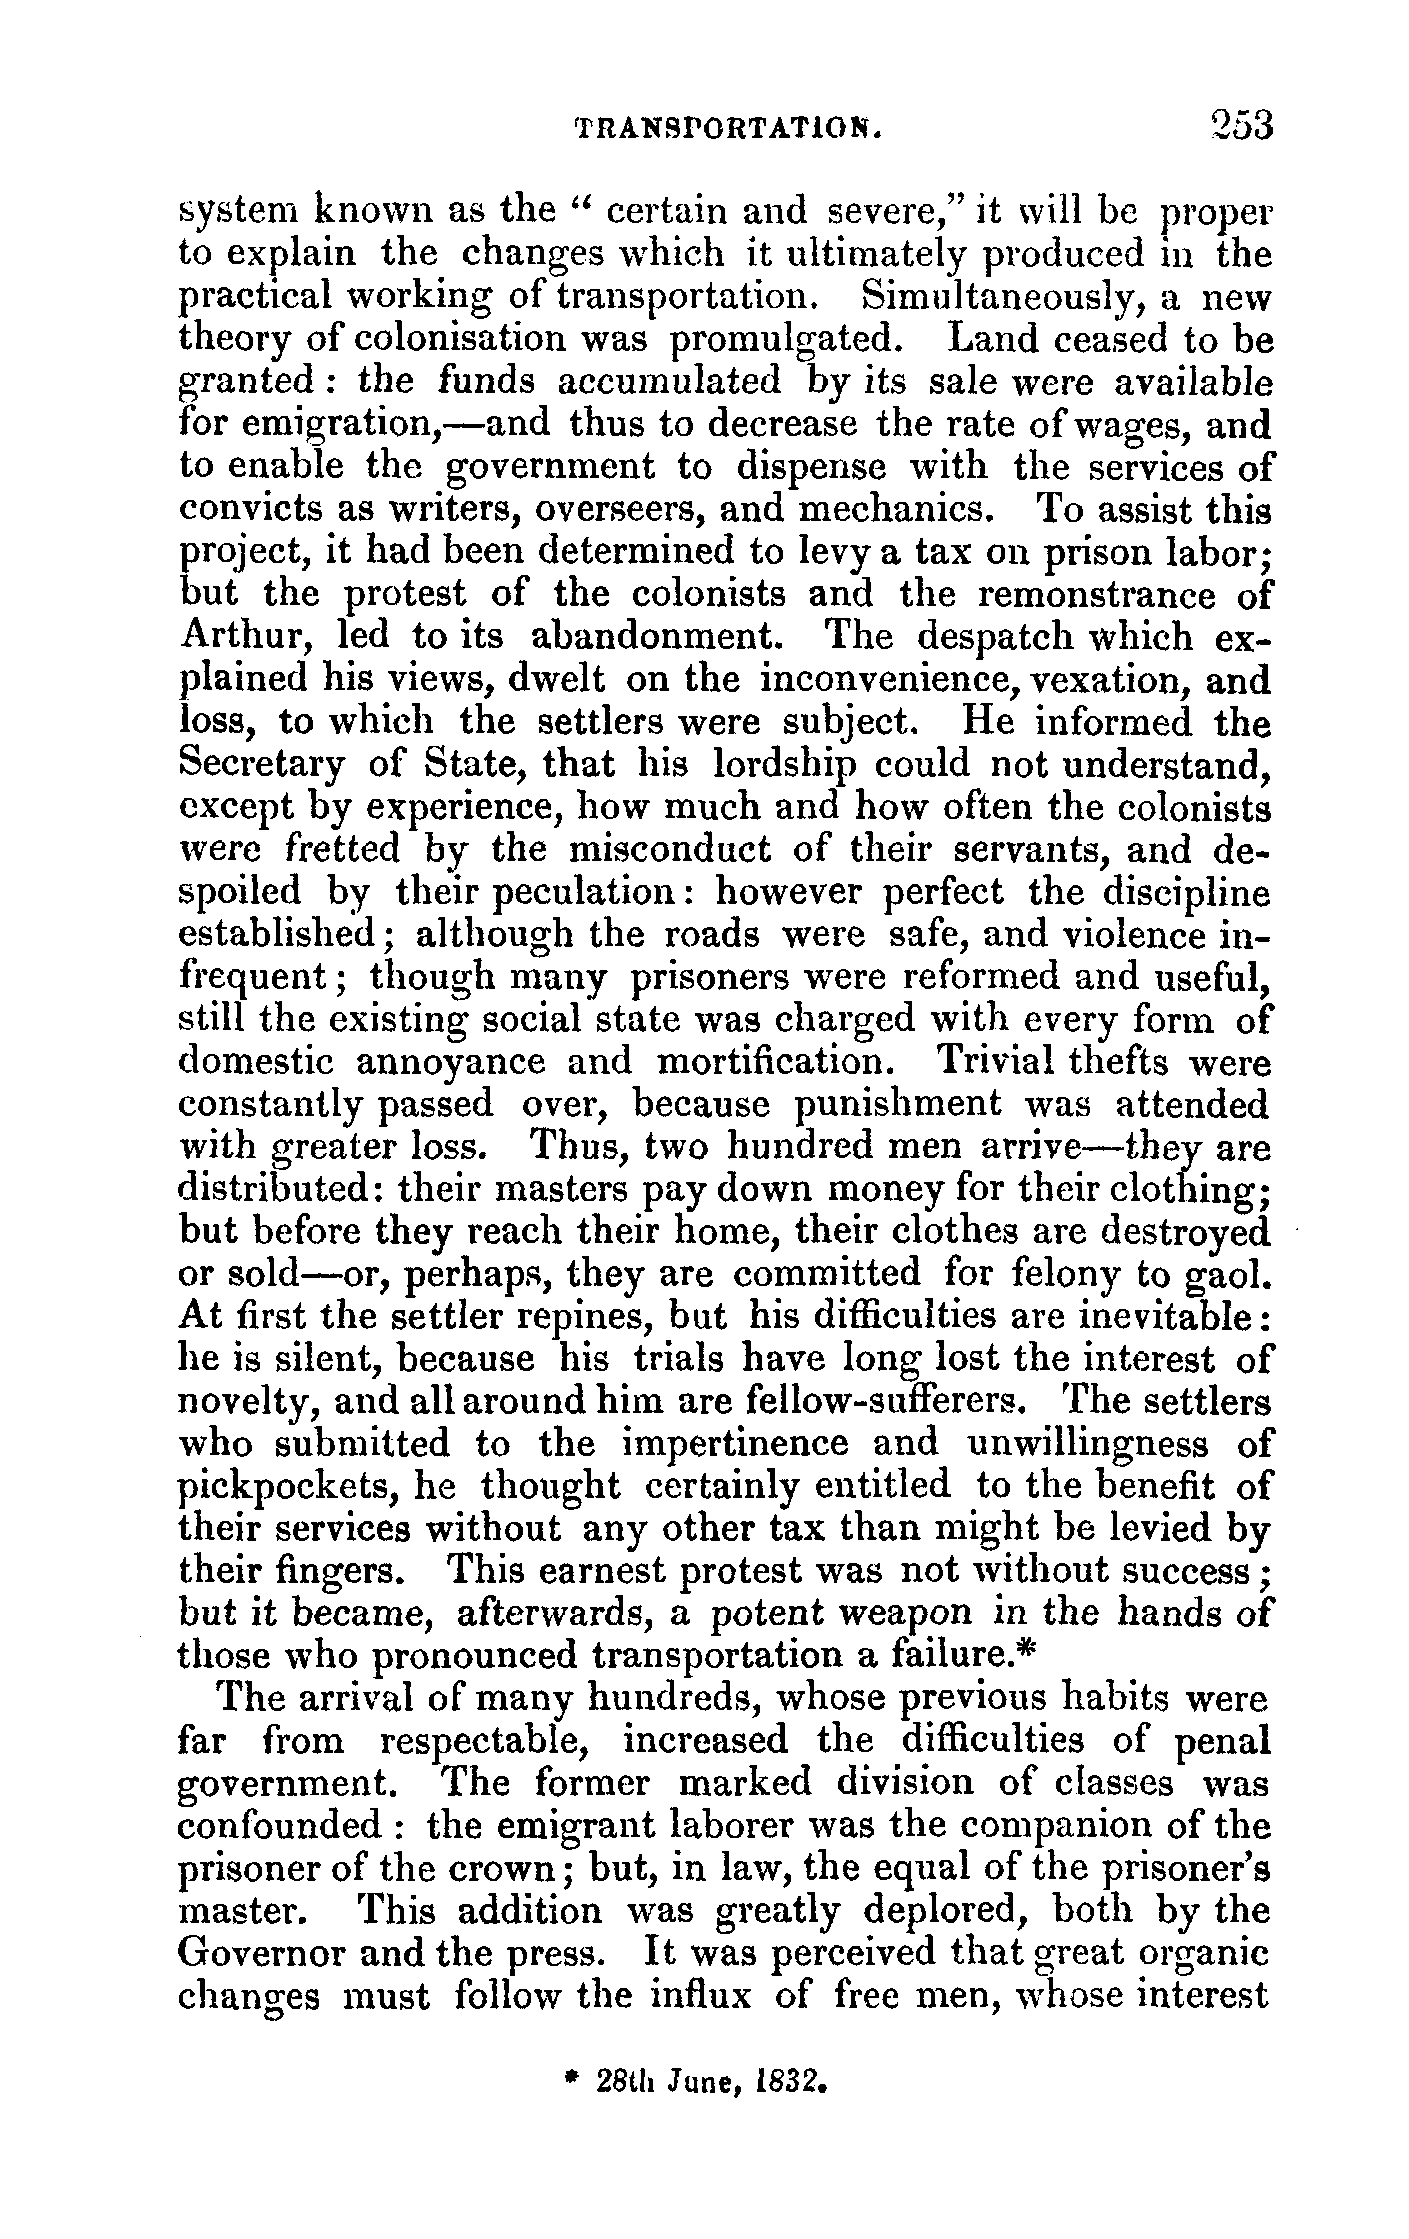 TRANSPORTATION. 253
system known as the “ certain and severe,” it will be proper
to explain the changes which it ultimately produced in the
practical working of transportation. Simultaneously, a new
theory of colonisation was promulgated. Land ceased to be
granted : the funds accumulated by its sale were available
for emigration,—and thus to decrease the rate of wages, and
to enable the government to dispense with the services of
convicts as writers, overseers, and mechanics. To assist this
project, it had been determined to levy a tax on prison labor;
but the protest of the colonists and the remonstrance of
Arthur, led to its abandonment. The despatch which ex-
plained his views, dwelt on the inconvenience, vexation, and
loss, to which the settlers were subject. He informed the
Secretary of State, that his lordship could not understand,
except by experience, how much and how often the colonists
were fretted by the misconduct of their servants, and de-
spoiled by their peculation: however perfect the discipline
established; although the roads were safe, and violence in-
frequent; though many prisoners were reformed and useful,
still the existing social state was charged with every form of
domestic annoyance and mortification. Trivial thefts were
constantly passed over, because punishment was attended
with greater loss. Thus, two hundred men arrive—they are
distributed: their masters pay down money for their clothing;
but before they reach their home, their clothes are destroyed
or sold—or, perhaps, they are committed for felony to gaol.
At first the settler repines, but his difficulties are inevitable:
he is silent, because his trials have long lost the interest of
novelty, and all around him are fellow-sufferers. The settlers
who submitted to the impertinence and unwillingness of
pickpockets, he thought certainly entitled to the benefit of
their services without any other tax than might be levied by
their fingers. This earnest protest was not without success;
but it became, afterwards, a potent weapon in the hands of
those who pronounced transportation a failure.*
The arrival of many hundreds, whose previous habits were
far from respectable, increased the difficulties of penal
government. The former marked division of classes was
confounded : the emigrant laborer was the companion of the
prisoner of the crown; but, in law, the equal of the prisoner's
master. This addition was greatly deplored, both by the
Governor and the press. It was perceived that great organic
changes must follow the influx of free men, whose interest
* 28th June, 1832.